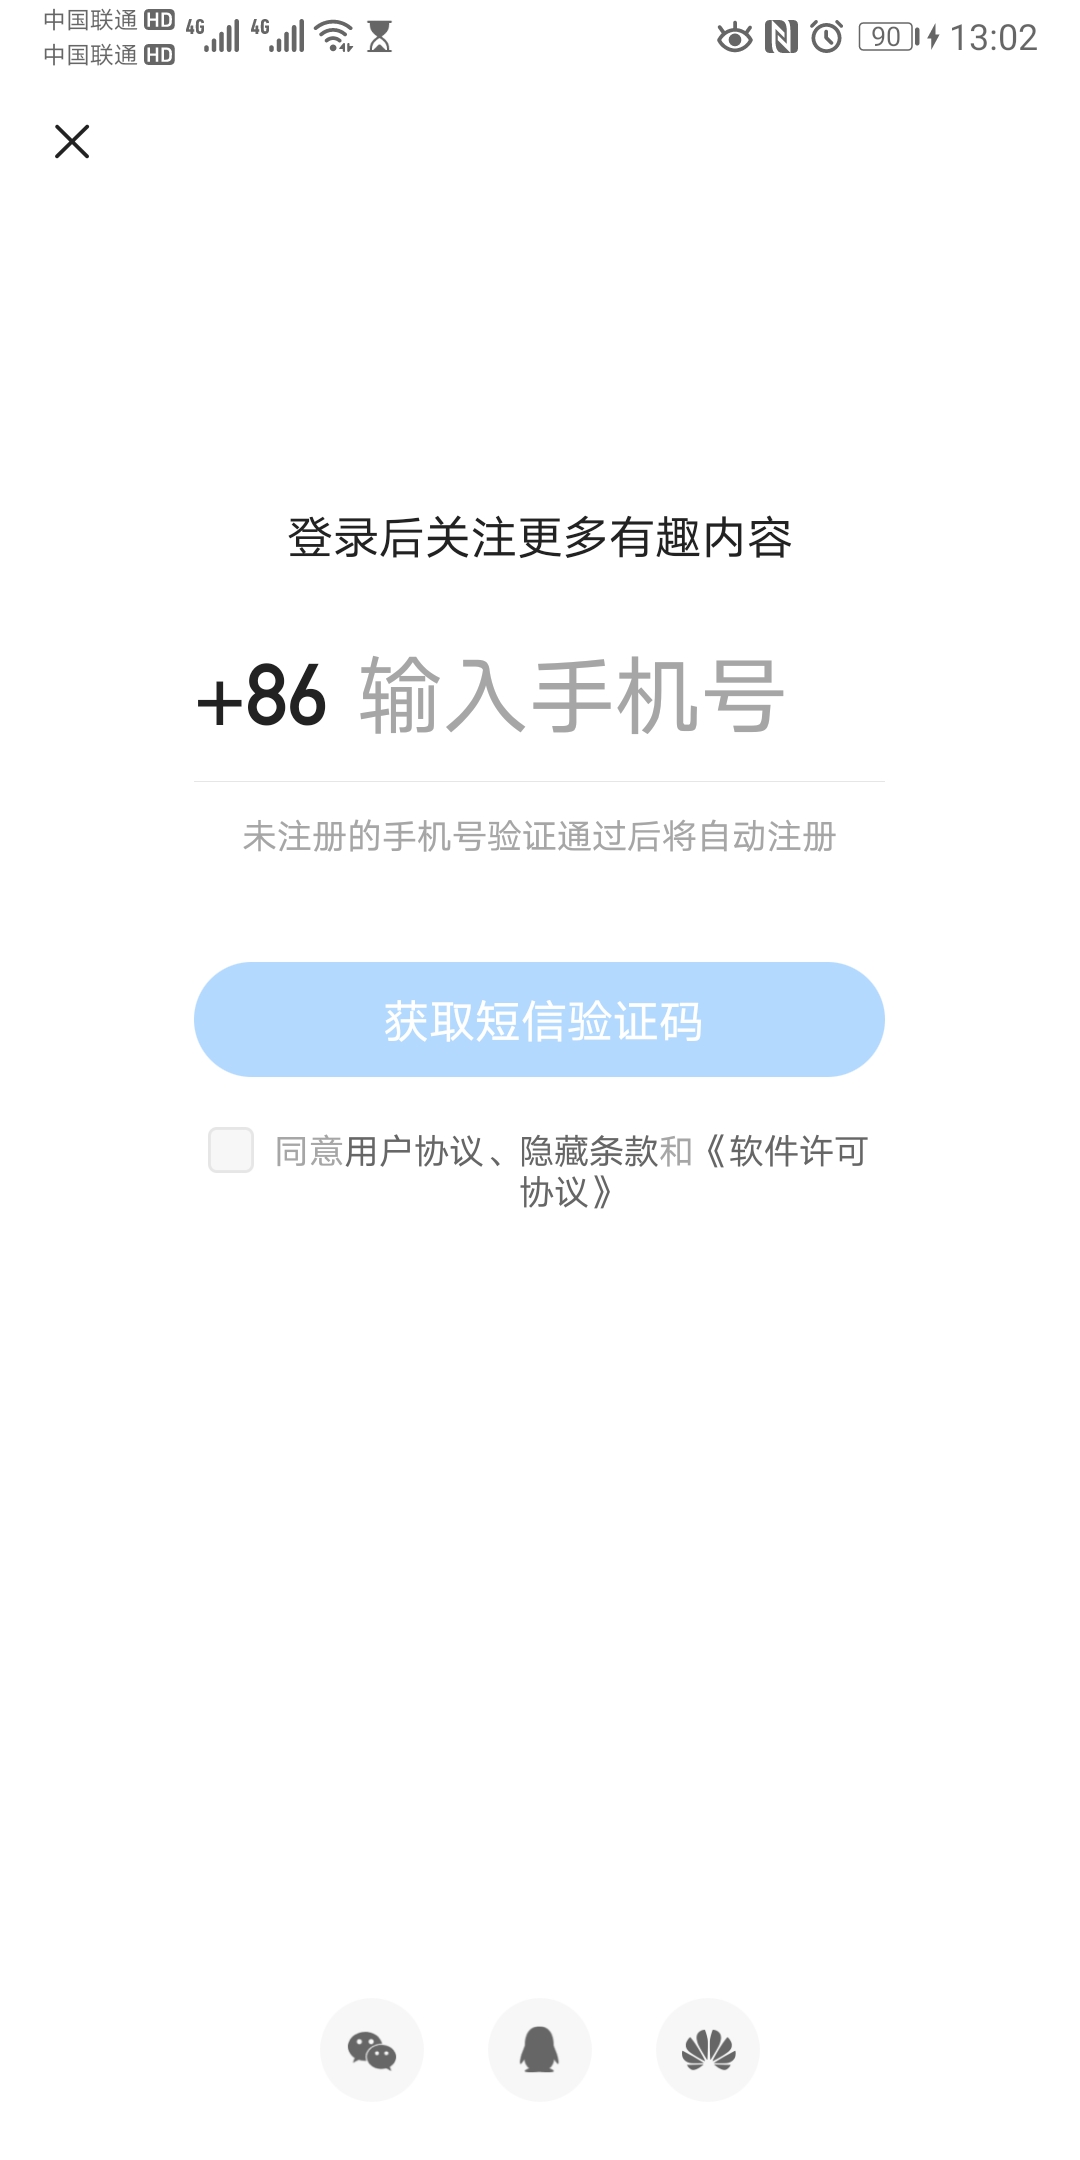 中国联通 HD 4G 4G 90 13:02
中国联通 HD
登录后关注更多有趣内容
+86 输入手机号
未注册的手机号验证通过后将自动注册
获取短信验证码
同意用户协议、隐藏条款和《软件许可
协议》